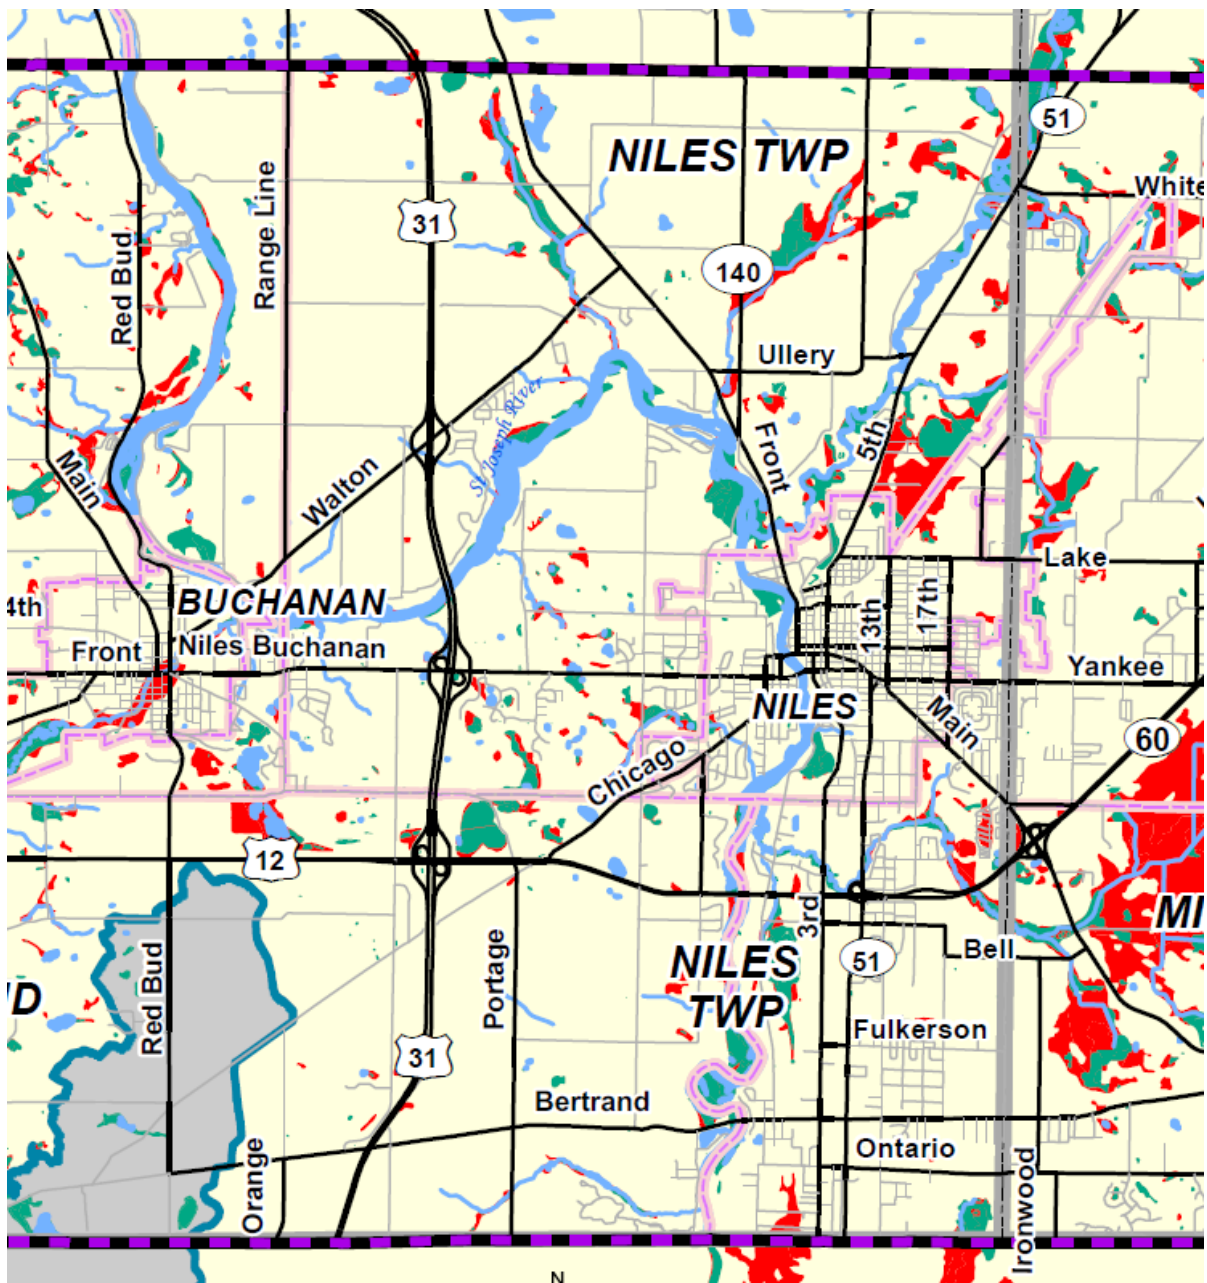 51
NILES TWP
White
Range Line
31
Red Bud
140
Ullery
St Joseph River
Front
5th
Main
Walton
Lake
4th
BUCHANAN
13th
17th
Front
Niles Buchanan
Yankee
NILES
Main
60
Chicago
12
MI
3rd
Portage
Red Bud
NILES
TWP
51
Bell
D
Fulkerson
31
Bertrand
Ontario
Orange
Ironwood
N